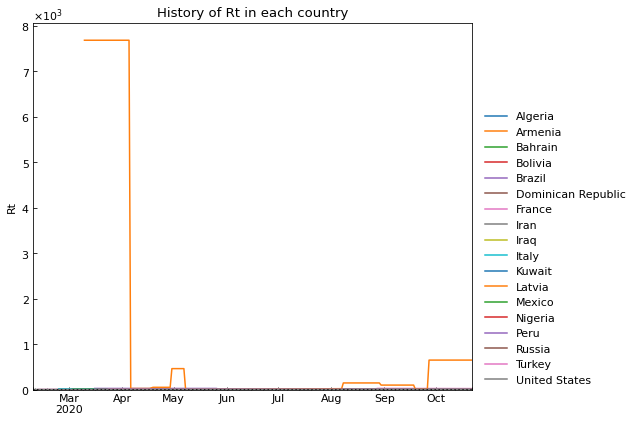 History of Rt in each country
×10³
8
7
6
5
4
3
2
1
0
Rt
Mar
2020
Apr
May
Jun
Jul
Aug
Sep
Oct
Algeria
Armenia
Bahrain
Bolivia
Brazil
Dominican Republic
France
Iran
Iraq
Italy
Kuwait
Latvia
Mexico
Nigeria
Peru
Russia
Turkey
United States